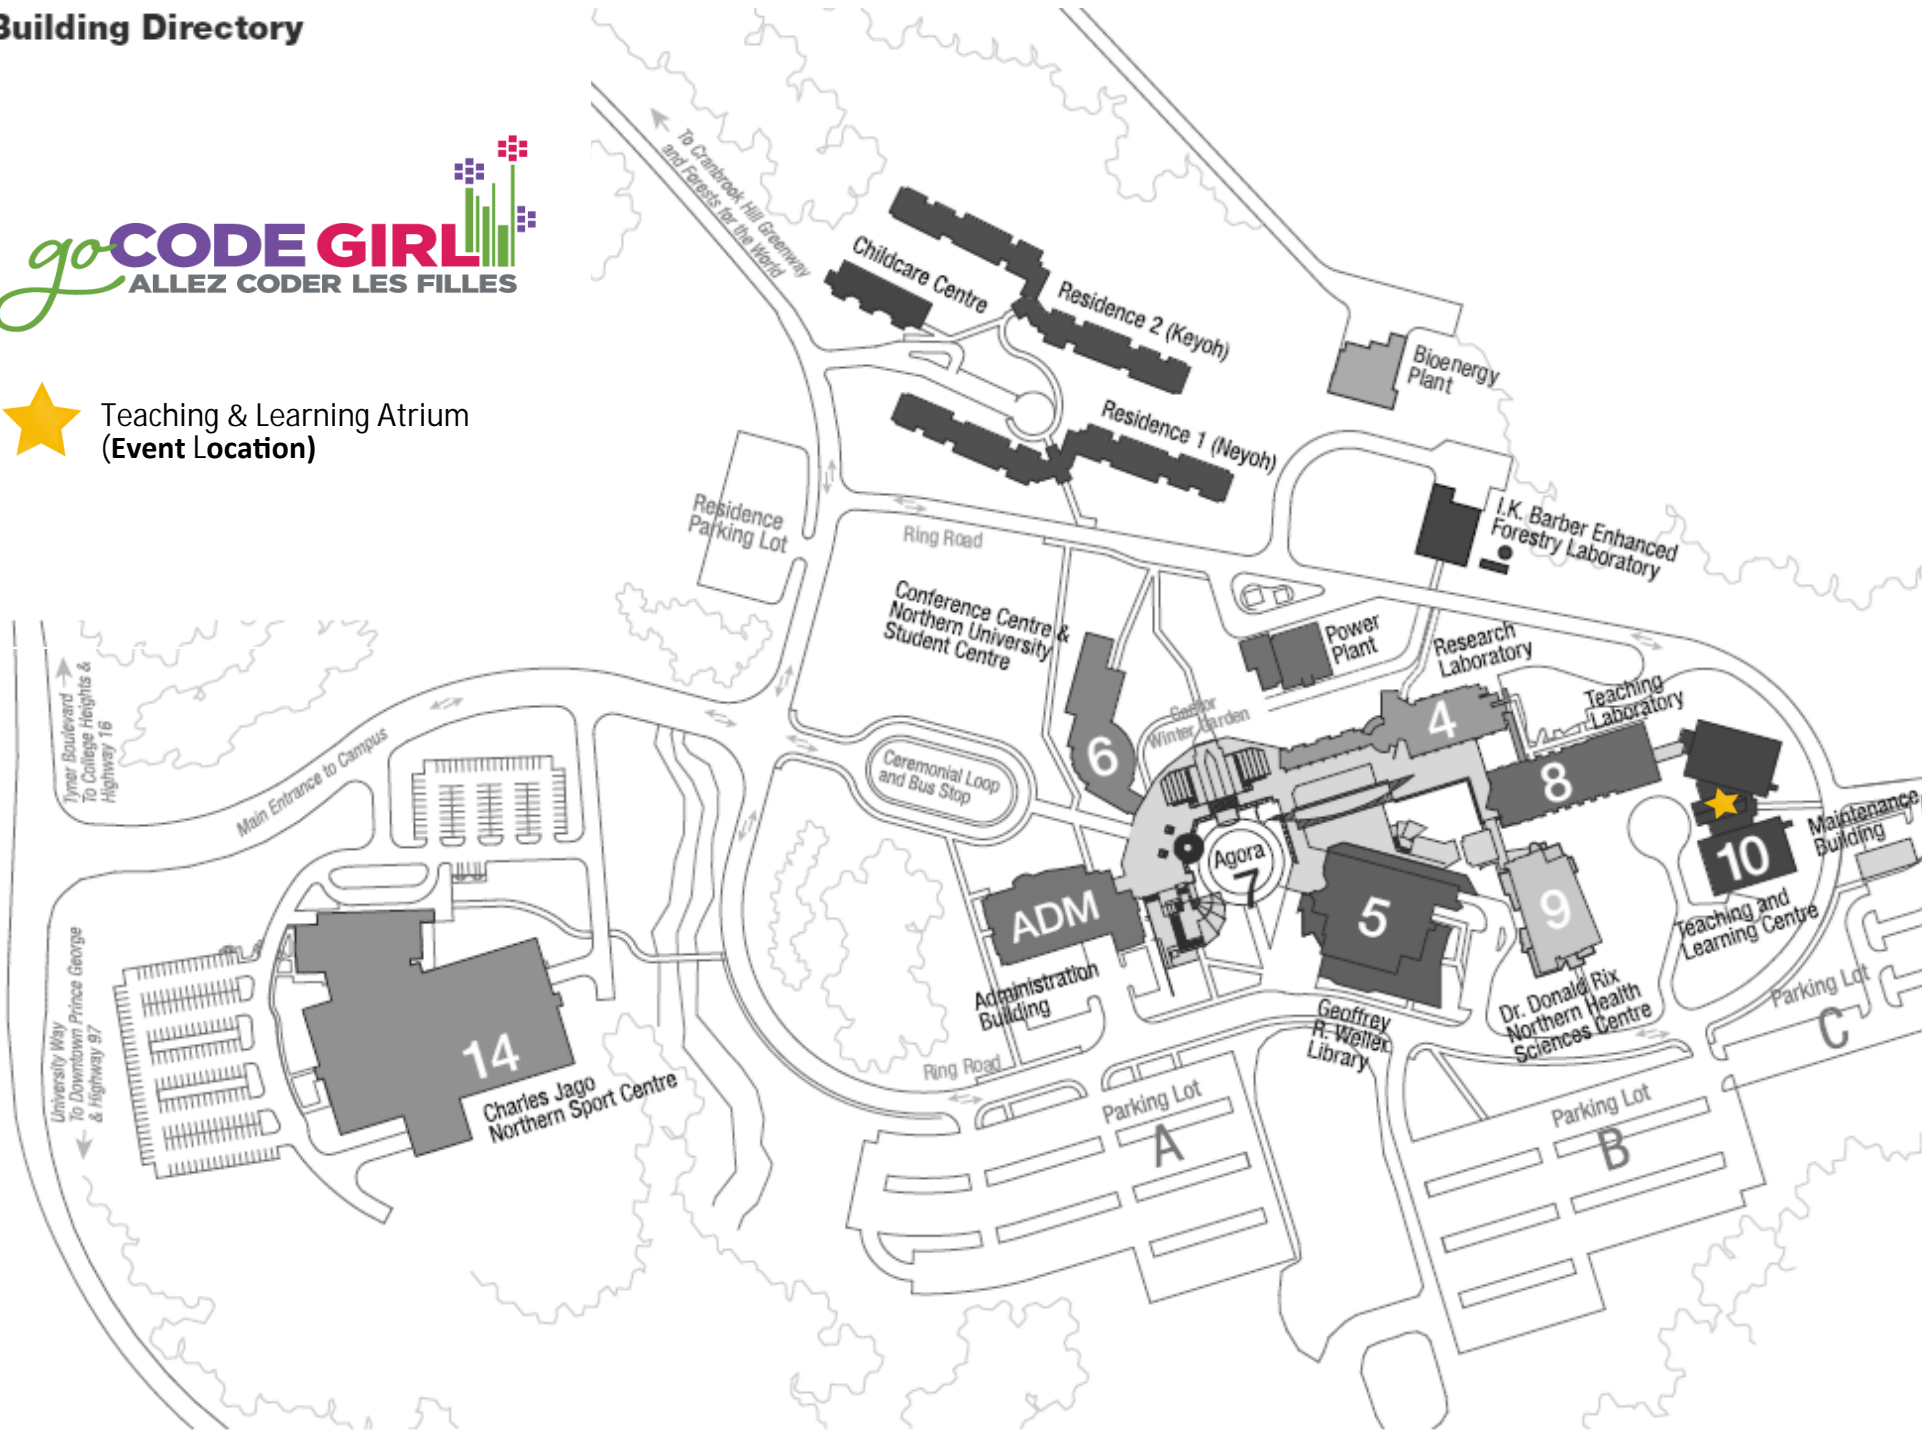 Building Directory
go CODE GIRL
ALLEZ CODER LES FILLES
Teaching & Learning Atrium
(Event Location)
To Cranbrook Hill Greenway
and Forests for the World
Childcare Centre
Residence 2 (Keyoh)
Bioenergy
Plant
Residence 1 (Neyoh)
Residence
Parking Lot
Ring Road
I.K. Barber Enhanced
Forestry Laboratory
Conference Centre &
Northern University
Student Centre
Power
Plant
Research
Laboratory
Teaching
Laboratory
Tyner Boulevard
To College Heights &
Highway 16
Main Entrance to Campus
Ceremonial Loop
and Bus Stop
6
Winter Garden
4
8
Maintenance
Building
10
Teaching and
Learning Centre
Agora
7
5
9
ADM
Administration
Building
Geoffrey
R. Weller
Library
Dr. Donald Rix
Northern Health
Sciences Centre
Parking Lot
C
University Way
To Downtown Prince George
& Highway 97
14
Charles Jago
Northern Sport Centre
Ring Road
Parking Lot
A
Parking Lot
B